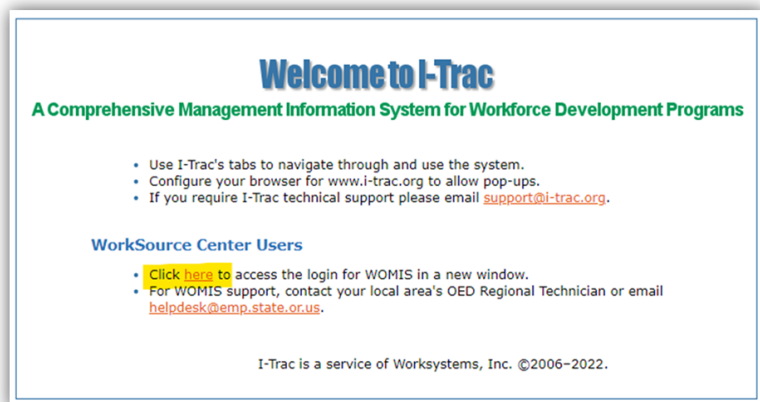 Welcome to I-Trac
A Comprehensive Management Information System for Workforce Development Programs
• Use I-Trac's tabs to navigate through and use the system.
• Configure your browser for www.i-trac.org to allow pop-ups.
• If you require I-Trac technical support please email support@i-trac.org.
WorkSource Center Users
• Click here to access the login for WOMIS in a new window.
• For WOMIS support, contact your local area's OED Regional Technician or email
helpdesk@emp.state.or.us.
I-Trac is a service of Worksystems, Inc. ©2006–2022.